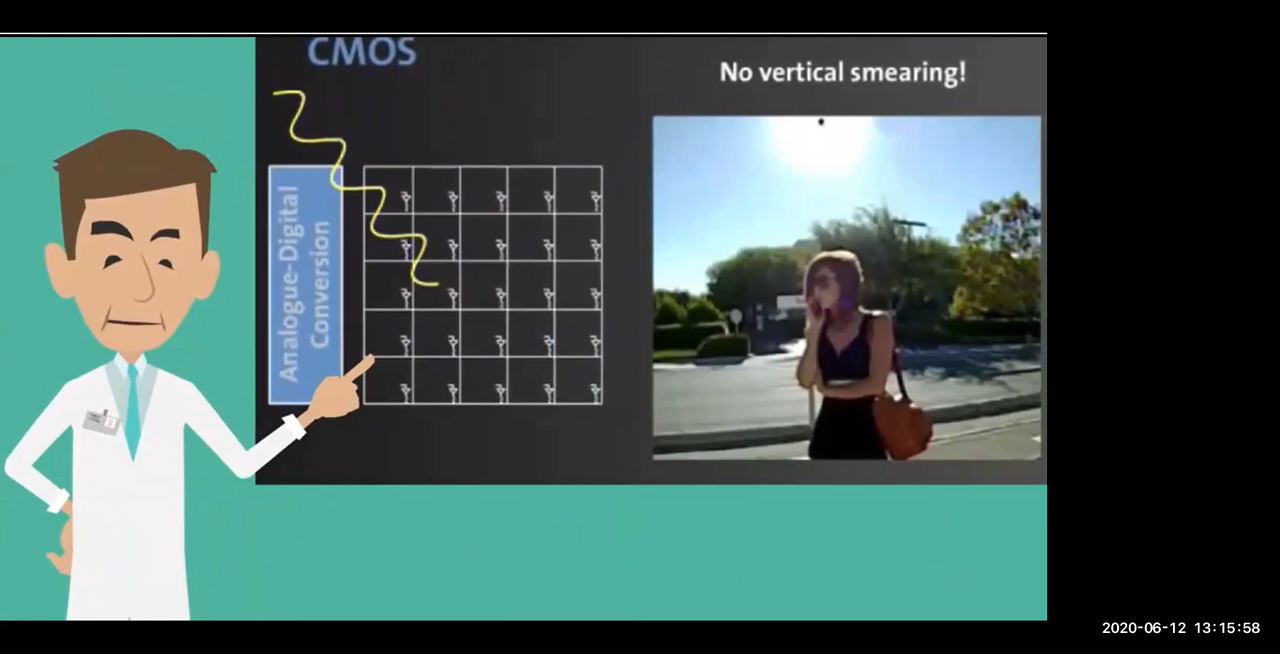 CMOS
No vertical smearing!
Analogue-Digital
Conversion
2020-06-12 13:15:58